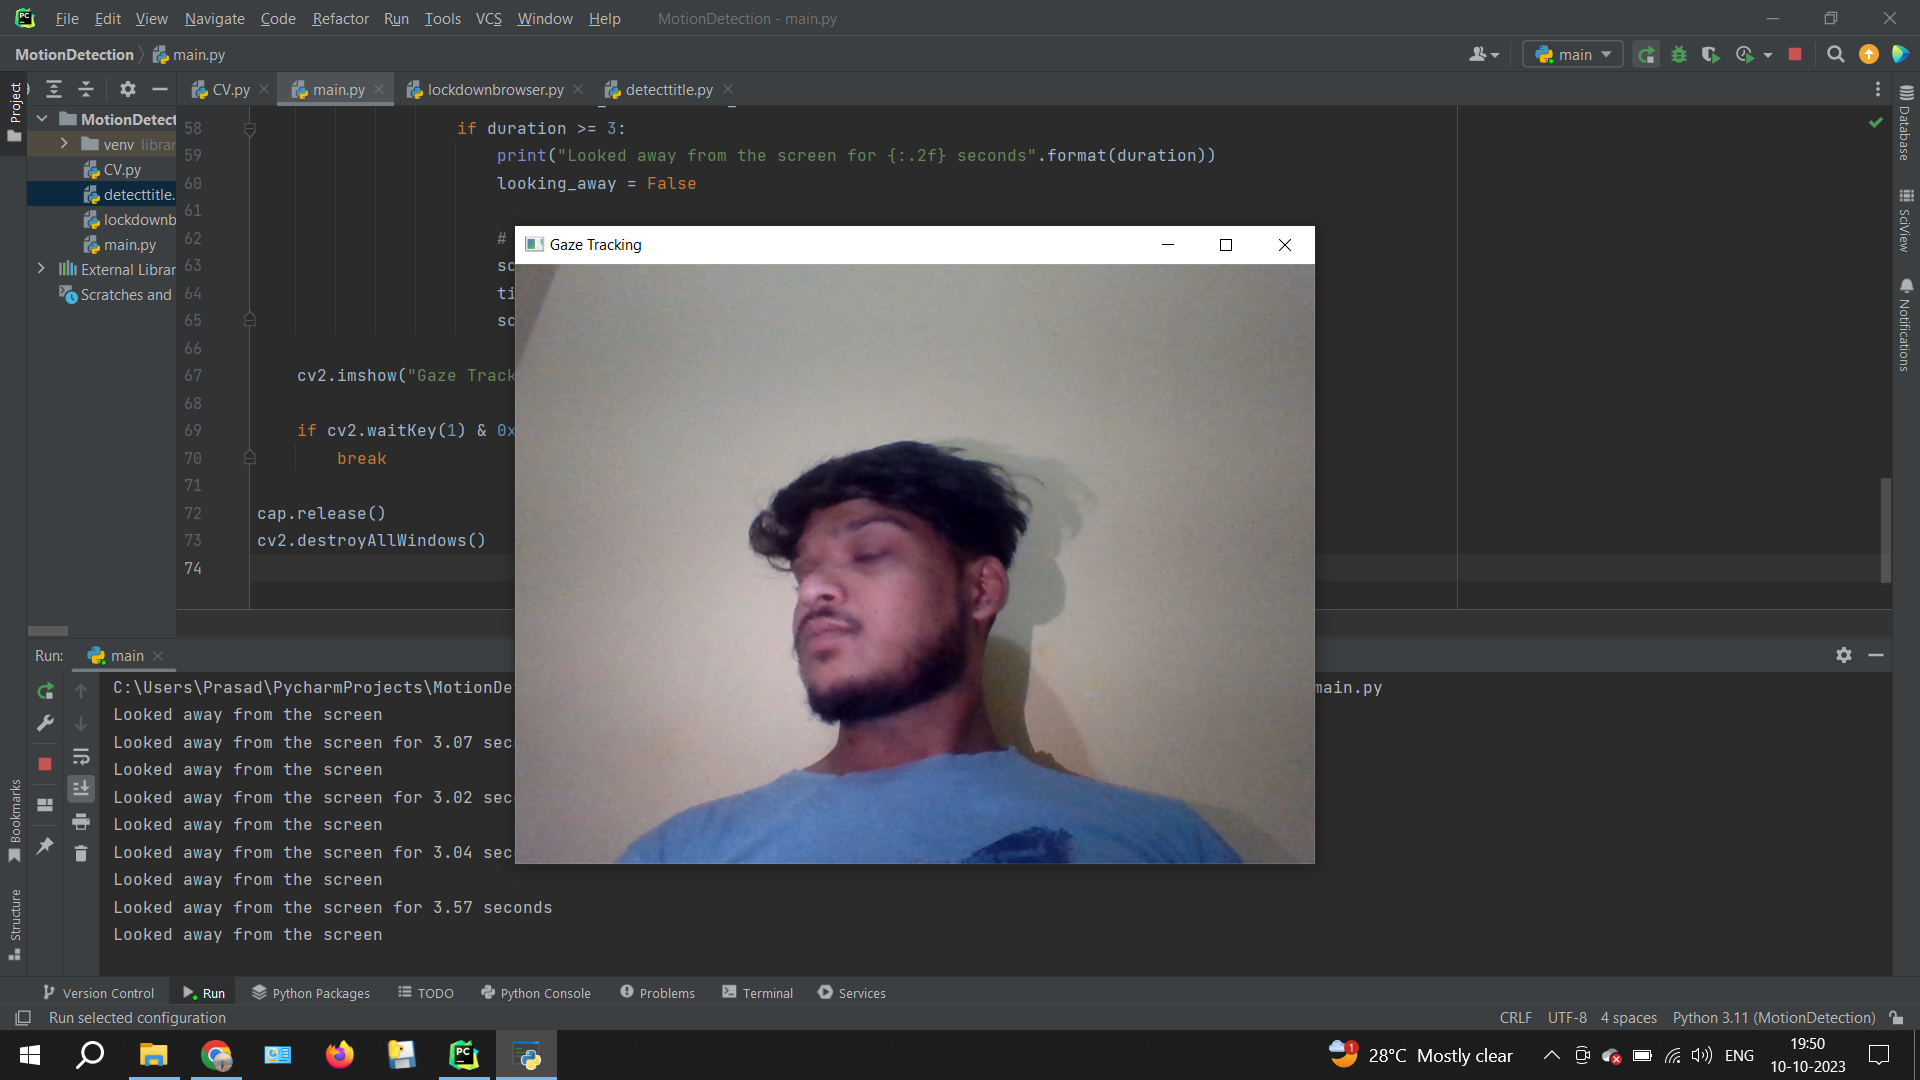 File Edit View Navigate Code Refactor Run Tools VCS Window Help MotionDetection - main.py
MotionDetection main.py
main
Project
CV.py main.py lockdownbrowser.py detecttitle.py
MotionDetect
venv librar
CV.py
detecttitle.
lockdownb
main.py
External Librar
Scratches and
58 if duration >= 3:
59 print("Looked away from the screen for {:.2f} seconds".format(duration))
60 looking_away = False
61
62 #
63 sc
64 ti
65 sc
66
67 cv2.imshow("Gaze Track
68
69 if cv2.waitKey(1) & 0x
70 break
71
72 cap.release()
73 cv2.destroyAllWindows()
74
Gaze Tracking
Database
SciView
Notifications
Run: main
C:\Users\Prasad\PycharmProjects\MotionDe main.py
Looked away from the screen
Looked away from the screen for 3.07 seco
Looked away from the screen
Looked away from the screen for 3.02 seco
Looked away from the screen
Looked away from the screen for 3.04 seco
Looked away from the screen
Looked away from the screen for 3.57 seconds
Looked away from the screen
Bookmarks
Structure
Version Control Run Python Packages TODO Python Console Problems Terminal Services
Run selected configuration
CRLF UTF-8 4 spaces Python 3.11 (MotionDetection)
1 28°C Mostly clear ENG 19:50
10-10-2023